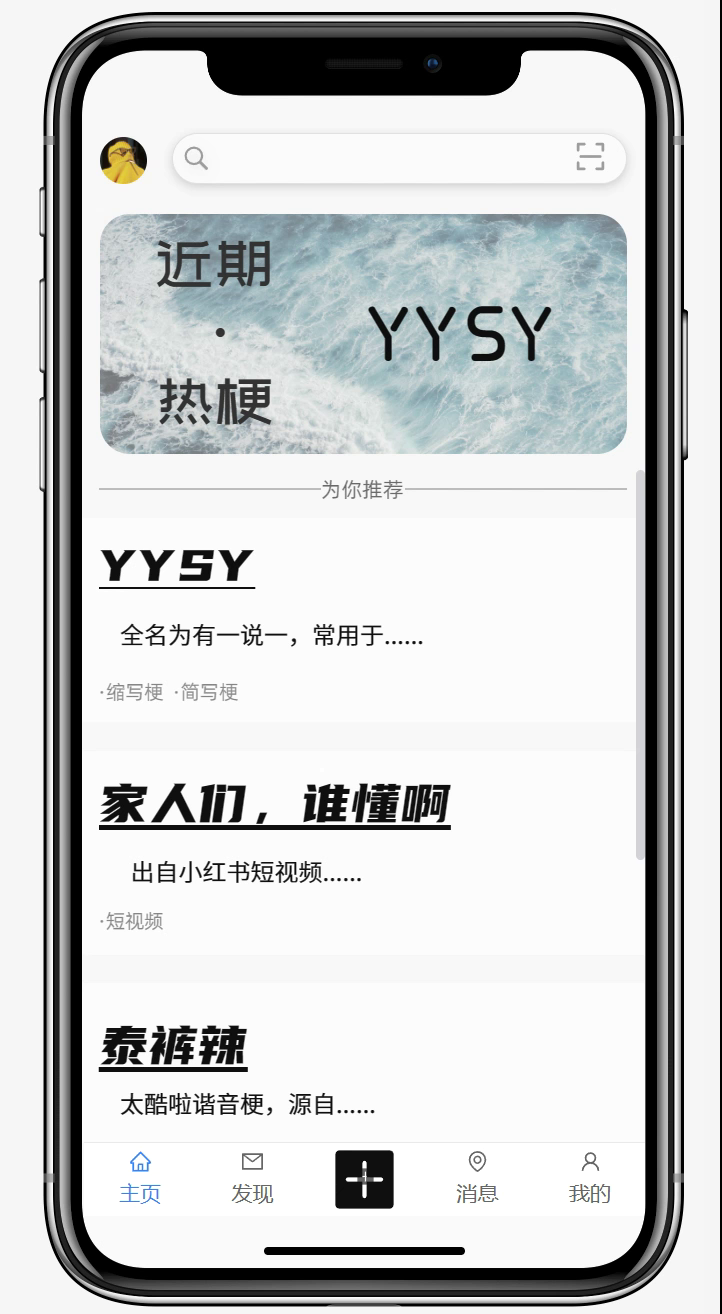 近期
·
热梗
YYSY
为你推荐
YYSY
全名为有一说一，常用于......
·缩写梗 ·简写梗
家人们，谁懂啊
出自小红书短视频......
·短视频
泰裤辣
太酷啦谐音梗，源自......
主页
发现
消息
我的